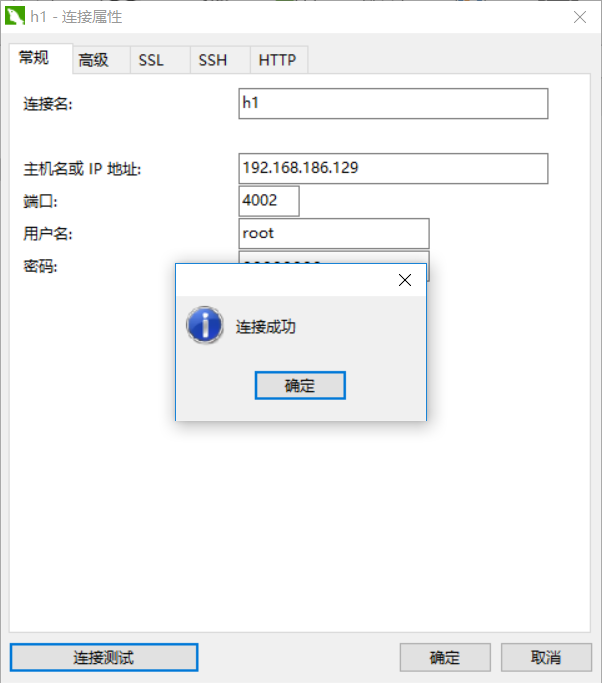 h1 - 连接属性
常规 高级 SSL SSH HTTP
连接名: h1
主机名或 IP 地址: 192.168.186.129
端口: 4002
用户名: root
密码:
连接成功
确定
连接测试 确定 取消